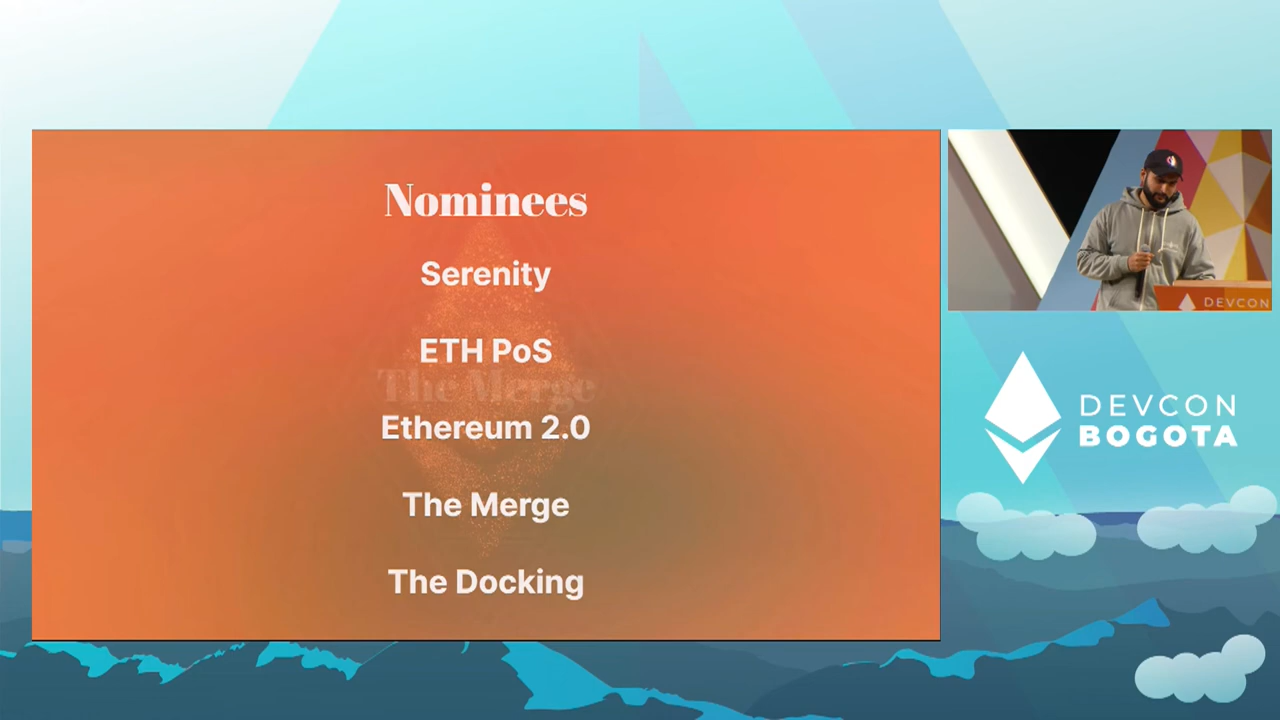 Nominees
Serenity
ETH PoS
The Merge
Ethereum 2.0
The Merge
The Docking
DEVCON
DEVCON
BOGOTA